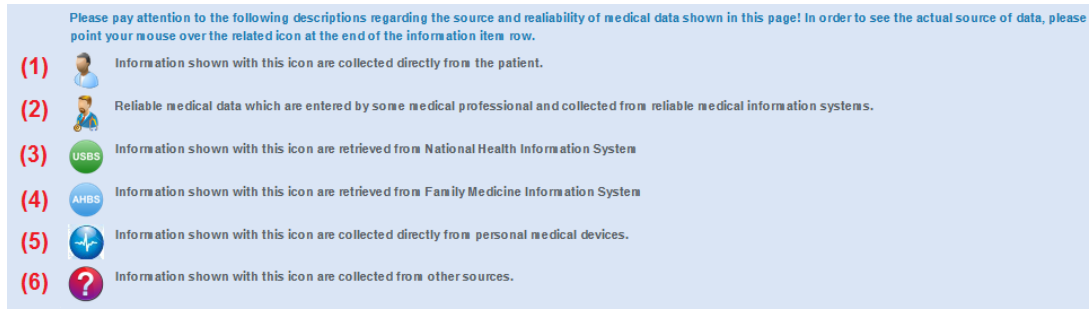 Please pay attention to the following descriptions regarding the source and realiability of medical data shown in this page! In order to see the actual source of data, please
point your mouse over the related icon at the end of the information item row.
(1) Information shown with this icon are collected directly from the patient.
(2) Reliable medical data which are entered by some medical professional and collected from reliable medical information systems.
(3) USBS Information shown with this icon are retrieved from National Health Information System
(4) AHBS Information shown with this icon are retrieved from Family Medicine Information System
(5) Information shown with this icon are collected directly from personal medical devices.
(6) ? Information shown with this icon are collected from other sources.